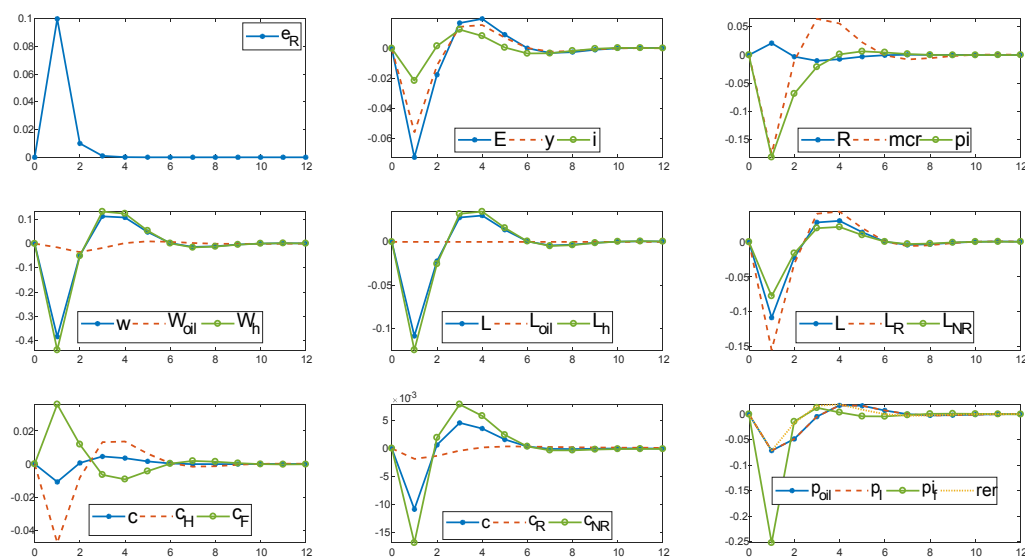 0.1
0.08
0.06
0.04
0.02
0
0 2 4 6 8 10 12
e_R
0
-0.02
-0.04
-0.06
0 2 4 6 8 10 12
E y i
0.05
0
-0.05
-0.1
-0.15
0 2 4 6 8 10 12
R mcr pi
0.1
0
-0.1
-0.2
-0.3
-0.4
0 2 4 6 8 10 12
w W_oil W_h
0
-0.05
-0.1
0 2 4 6 8 10 12
L L_oil L_h
0
-0.05
-0.1
-0.15
0 2 4 6 8 10 12
L L_R L_NR
0.02
0
-0.02
-0.04
0 2 4 6 8 10 12
c c_H c_F
× 10^-3
5
0
-5
-10
-15
0 2 4 6 8 10 12
c c_R c_NR
0
-0.05
-0.1
-0.15
-0.2
-0.25
0 2 4 6 8 10 12
p_oil p_l pi_f rer